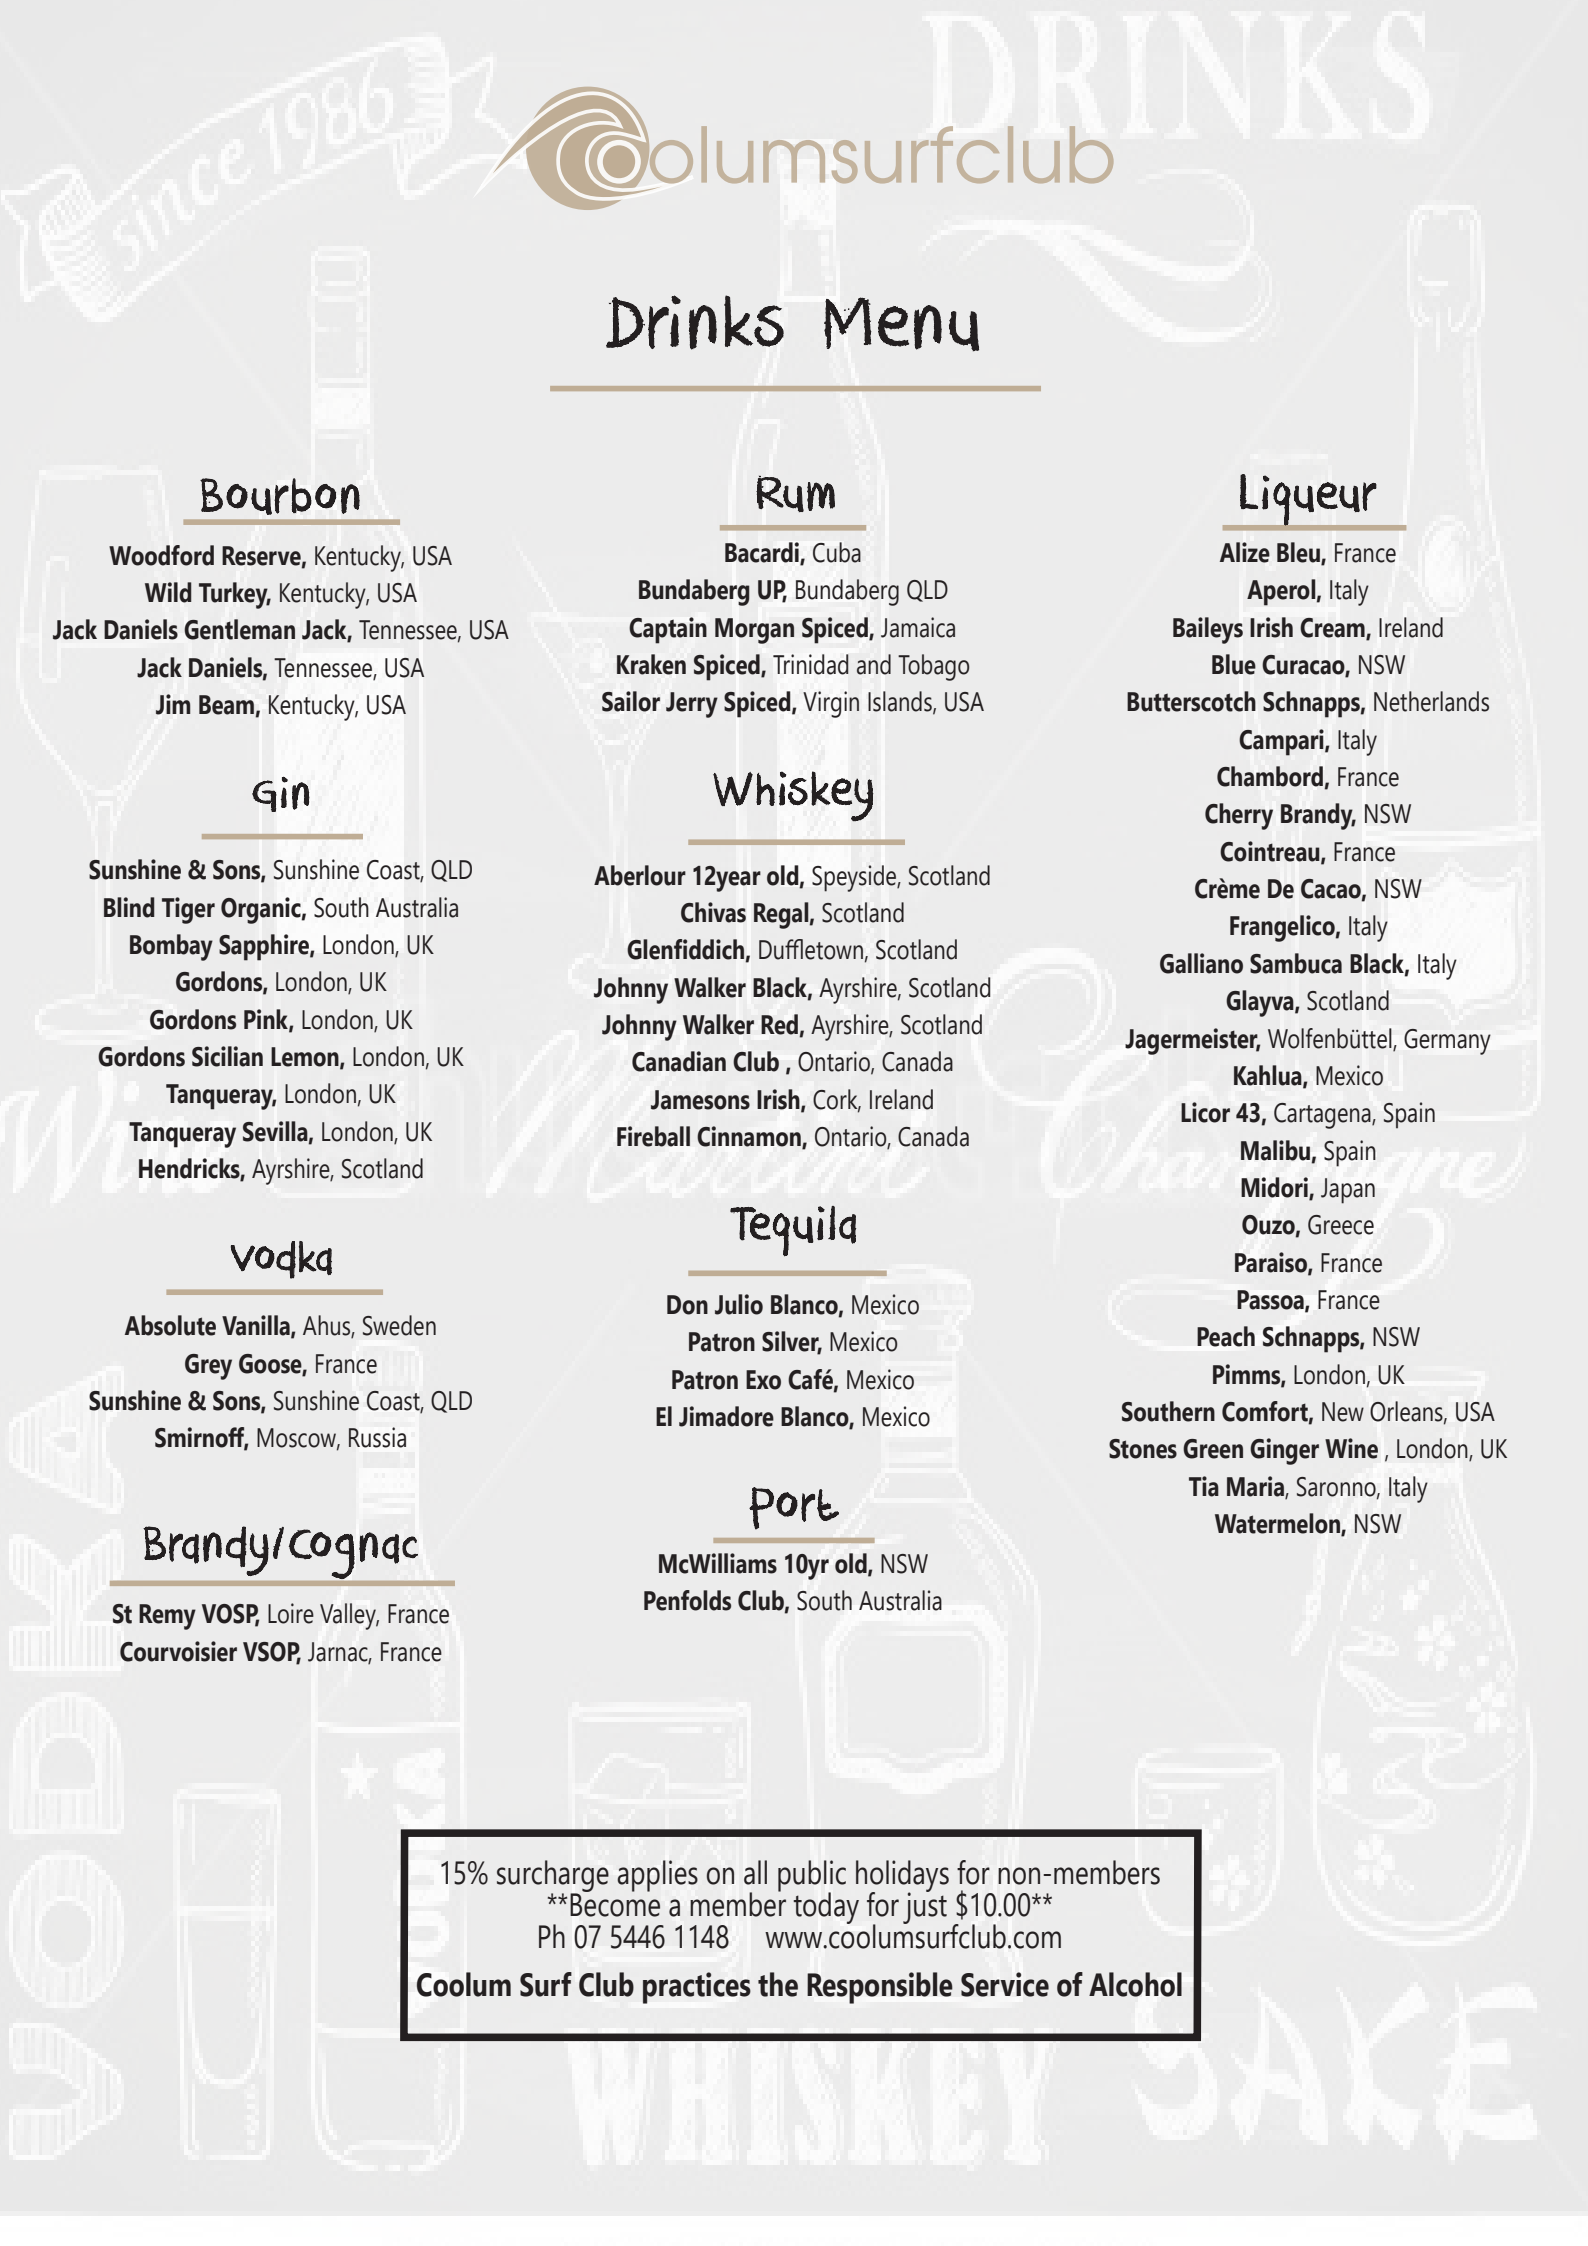 since 1986
DRINKS
Coolumsurfclub
Drinks Menu
Bourbon
Woodford Reserve, Kentucky, USA
Wild Turkey, Kentucky, USA
Jack Daniels Gentleman Jack, Tennessee, USA
Jack Daniels, Tennessee, USA
Jim Beam, Kentucky, USA
Gin
Sunshine & Sons, Sunshine Coast, QLD
Blind Tiger Organic, South Australia
Bombay Sapphire, London, UK
Gordons, London, UK
Gordons Pink, London, UK
Gordons Sicilian Lemon, London, UK
Tanqueray, London, UK
Tanqueray Sevilla, London, UK
Hendricks, Ayrshire, Scotland
Vodka
Absolute Vanilla, Ahus, Sweden
Grey Goose, France
Sunshine & Sons, Sunshine Coast, QLD
Smirnoff, Moscow, Russia
Brandy/Cognac
St Remy VOSP, Loire Valley, France
Courvoisier VSOP, Jarnac, France
Rum
Bacardi, Cuba
Bundaberg UP, Bundaberg QLD
Captain Morgan Spiced, Jamaica
Kraken Spiced, Trinidad and Tobago
Sailor Jerry Spiced, Virgin Islands, USA
Whiskey
Aberlour 12year old, Speyside, Scotland
Chivas Regal, Scotland
Glenfiddich, Duffletown, Scotland
Johnny Walker Black, Ayrshire, Scotland
Johnny Walker Red, Ayrshire, Scotland
Canadian Club , Ontario, Canada
Jamesons Irish, Cork, Ireland
Fireball Cinnamon, Ontario, Canada
Tequila
Don Julio Blanco, Mexico
Patron Silver, Mexico
Patron Exo Café, Mexico
El Jimadore Blanco, Mexico
Port
McWilliams 10yr old, NSW
Penfolds Club, South Australia
Liqueur
Alize Bleu, France
Aperol, Italy
Baileys Irish Cream, Ireland
Blue Curacao, NSW
Butterscotch Schnapps, Netherlands
Campari, Italy
Chambord, France
Cherry Brandy, NSW
Cointreau, France
Crème De Cacao, NSW
Frangelico, Italy
Galliano Sambuca Black, Italy
Glayva, Scotland
Jagermeister, Wolfenbüttel, Germany
Kahlua, Mexico
Licor 43, Cartagena, Spain
Malibu, Spain
Midori, Japan
Ouzo, Greece
Paraiso, France
Passoa, France
Peach Schnapps, NSW
Pimms, London, UK
Southern Comfort, New Orleans, USA
Stones Green Ginger Wine , London, UK
Tia Maria, Saronno, Italy
Watermelon, NSW
Wine
Martini
Champagne
VODKA
VODKA
15% surcharge applies on all public holidays for non-members
**Become a member today for just $10.00**
Ph 07 5446 1148 www.coolumsurfclub.com
Coolum Surf Club practices the Responsible Service of Alcohol
WHISKEY
SAKE